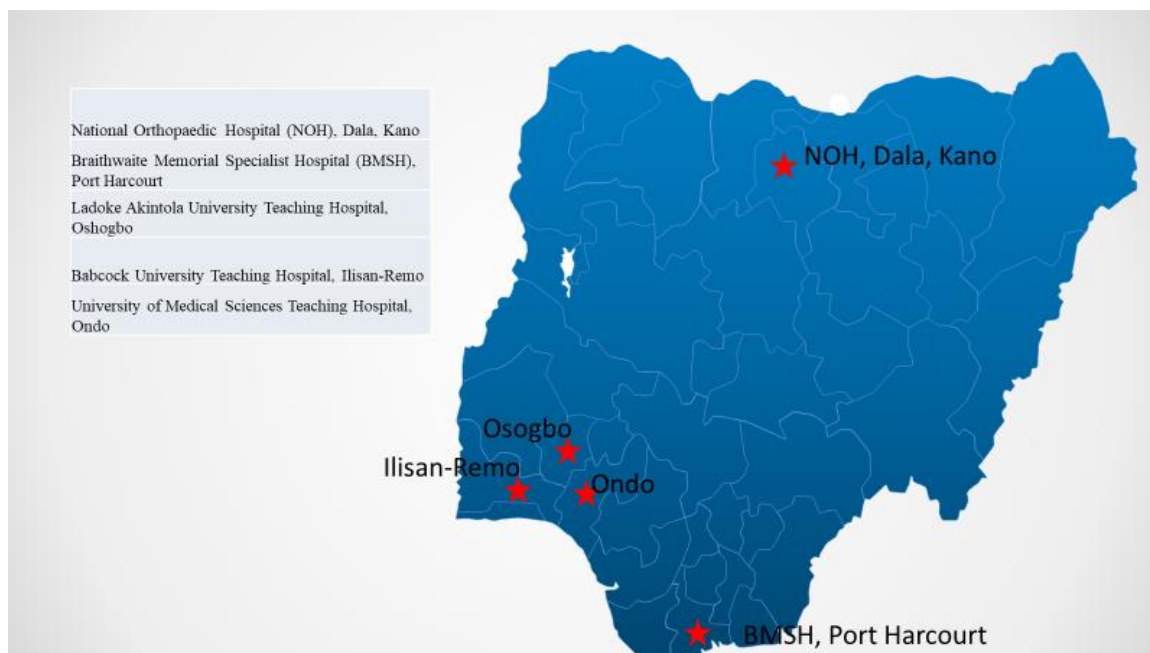 National Orthopaedic Hospital (NOH), Dala, Kano
Braithwaite Memorial Specialist Hospital (BMSH),
Port Harcourt
Ladoke Akintola University Teaching Hospital,
Oshogbo
Babcock University Teaching Hospital, Ilisan-Remo
University of Medical Sciences Teaching Hospital,
Ondo
NOH, Dala, Kano
Osogbo
Ilisan-Remo
Ondo
BMSH, Port Harcourt